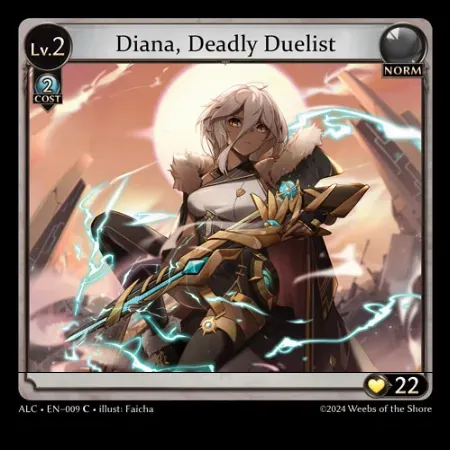 Lv.2
Diana, Deadly Duelist
NORM
2
COST
22
ALC • EN-009 C • illust: Faicha
©2024 Weebs of the Shore